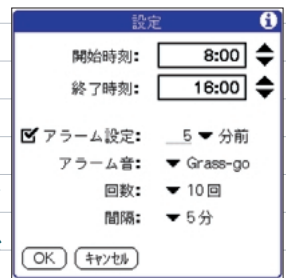 設定 i
開始時刻: 8:00
終了時刻: 16:00
アラーム設定: 5 分前
アラーム音: Grass-go
回数: 10回
間隔: 5分
OK キャンセル